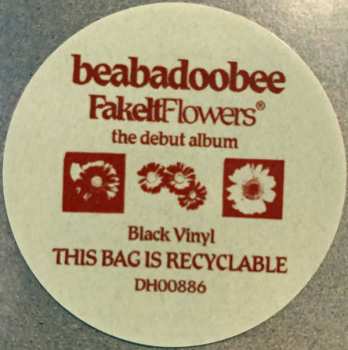 beabadoobee
FakeItFlowers®
the debut album
Black Vinyl
THIS BAG IS RECYCLABLE
DH00886